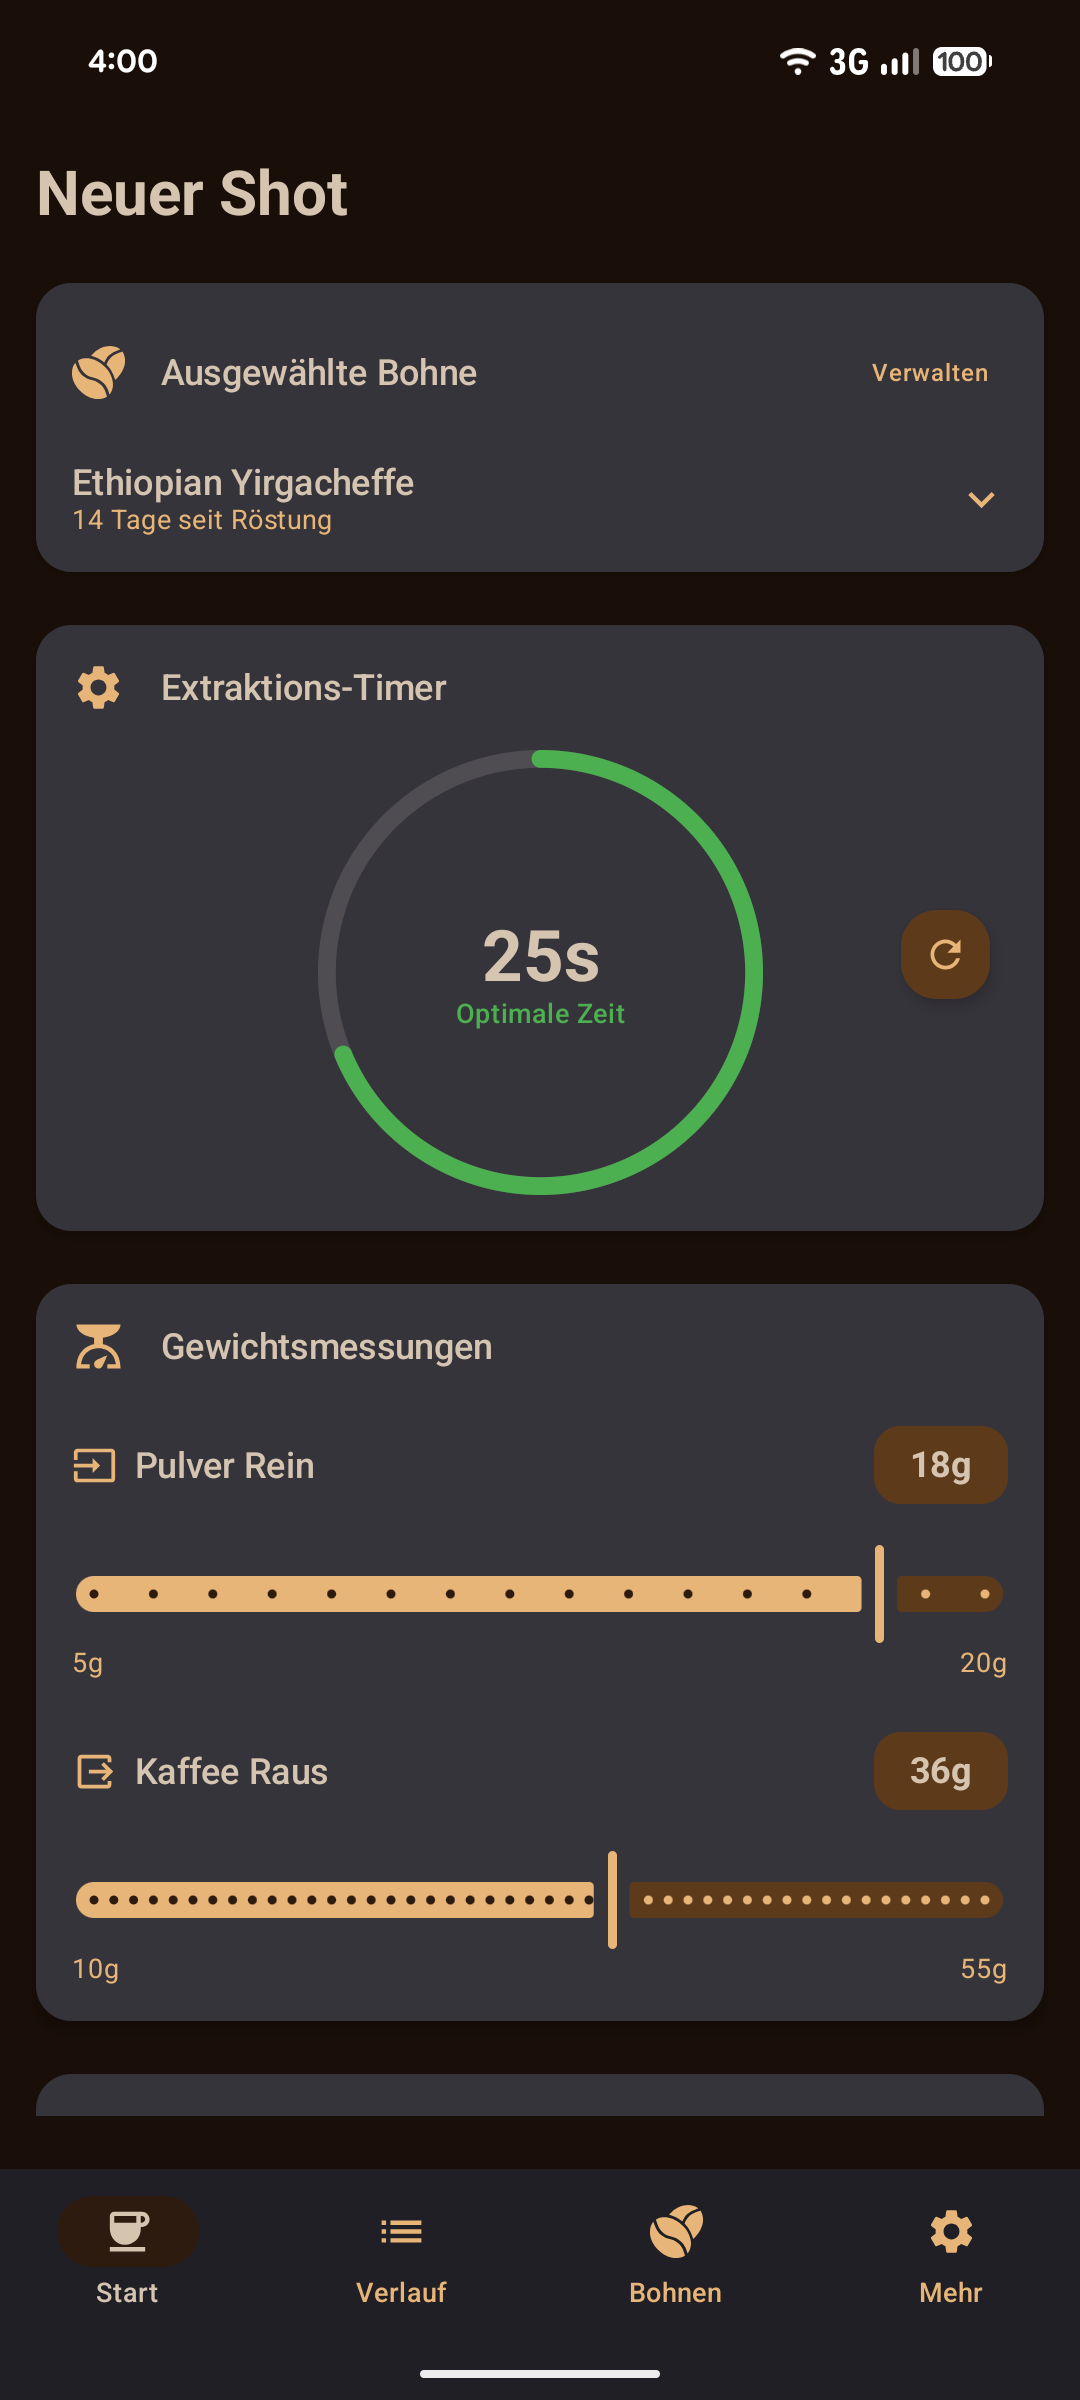 4:00
3G
100
Neuer Shot
Ausgewählte Bohne
Verwalten
Ethiopian Yirgacheffe
14 Tage seit Röstung
Extraktions-Timer
25s
Optimale Zeit
Gewichtsmessungen
Pulver Rein
18g
5g
20g
Kaffee Raus
36g
10g
55g
Start
Verlauf
Bohnen
Mehr